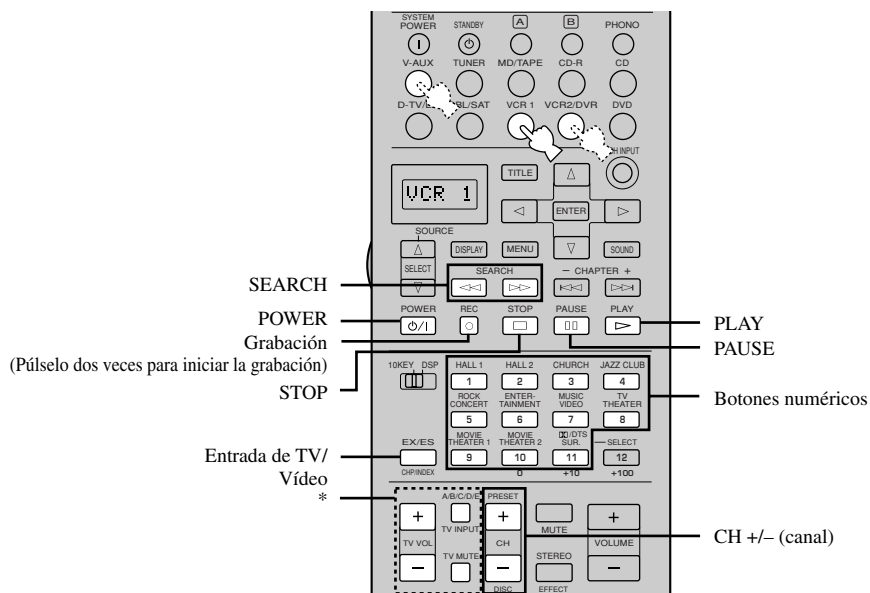 SYSTEM
POWER STANDBY A B PHONO
V-AUX TUNER MD/TAPE CD-R CD
D-TV/ BL/SAT VCR 1 VCR2/DVR DVD
H INPUT
TITLE
VCR 1
ENTER
SOURCE
SELECT
DISPLAY MENU SOUND
SEARCH – CHAPTER +
SEARCH
POWER REC STOP PAUSE PLAY
POWER
Grabación
(Púlselo dos veces para iniciar la grabación)
STOP
PLAY
PAUSE
10KEY DSP
HALL 1 HALL 2 CHURCH JAZZ CLUB
1 2 3 4
ROCK CONCERT ENTER-TAINMENT MUSIC VIDEO TV THEATER
5 6 7 8
MOVIE THEATER 1 MOVIE THEATER 2 /DTS SUR. SELECT
9 10 11 12
0 +10 +100
Botones numéricos
EX/ES
CHP/INDEX
Entrada de TV/
Vídeo
*
A/B/C/D/E PRESET
+ + +
TV INPUT MUTE
TV VOL CH VOLUME
TV MUTE STEREO
– – –
DISC EFFECT
CH +/– (canal)